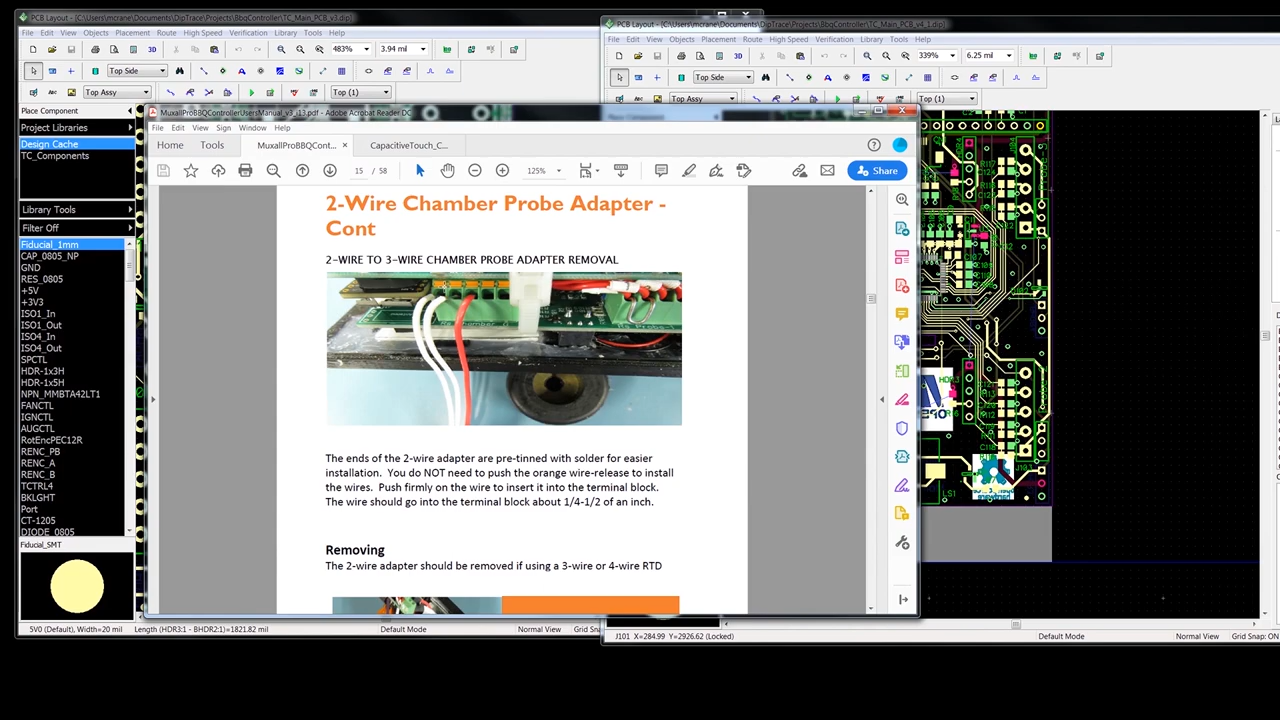 PCB Layout - [C:\Users\mcrane\Documents\DipTrace\Projects\BbqController\TC_Main_PCB_v3.dip]
File Edit View Objects Placement Route High Speed Verification Library Tools Help
483% 3.94 mil
Top Side
Top Assy Top (1)
Place Component
Project Libraries
Design Cache
TC_Components
Library Tools
Filter Off
Fiducial_1mm
CAP_0805_NP
GND
RES_0805
+5V
+3V3
ISO1_In
ISO1_Out
ISO4_In
ISO4_Out
SPCTL
HDR-1x3H
HDR-1x5H
NPN_MMBTA42LT1
FANCTL
IGNCTL
AUGCTL
RotEncPEC12R
RENC_PB
RENC_A
RENC_B
TCTCTRL4
BKLGHT
Port
CT-1205
DIODE_0805
Fiducial_SMT
5V0 (Default), Width=20 mil Length (HDR3:1 - BHDR2:1)=1821.82 mil Default Mode Normal View Grid Snap
PCB Layout - [C:\Users\mcrane\Documents\DipTrace\Projects\BbqController\TC_Main_PCB_v4_1.dip]
File Edit View Objects Placement Route High Speed Verification Library Tools Help
339% 6.25 mil
Top Side
Top Assy Top (1)
MuxallProBBQControllerUsersManual_v3_i13.pdf - Adobe Acrobat Reader DC
File Edit View Sign Window Help
Home Tools MuxallProBBQCont... × CapacitiveTouch_C...
15 / 58 125% Share
2-Wire Chamber Probe Adapter -
Cont
2-WIRE TO 3-WIRE CHAMBER PROBE ADAPTER REMOVAL
The ends of the 2-wire adapter are pre-tinned with solder for easier
installation. You do NOT need to push the orange wire-release to install
the wires. Push firmly on the wire to insert it into the terminal block.
The wire should go into the terminal block about 1/4-1/2 of an inch.
Removing
The 2-wire adapter should be removed if using a 3-wire or 4-wire RTD
LS1
J101 X=284.99 Y=2926.62 (Locked) Default Mode Normal View Grid Snap: ON